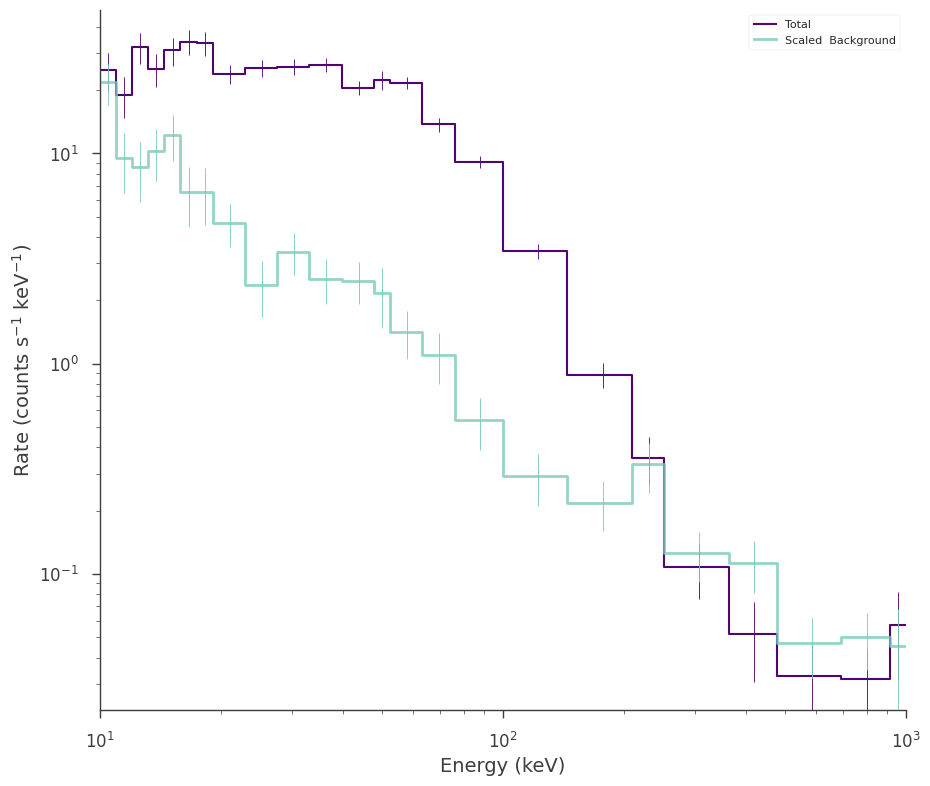 Total
Scaled  Background
10¹
10⁰
10⁻¹
Rate (counts s⁻¹ keV⁻¹)
10¹
10²
10³
Energy (keV)